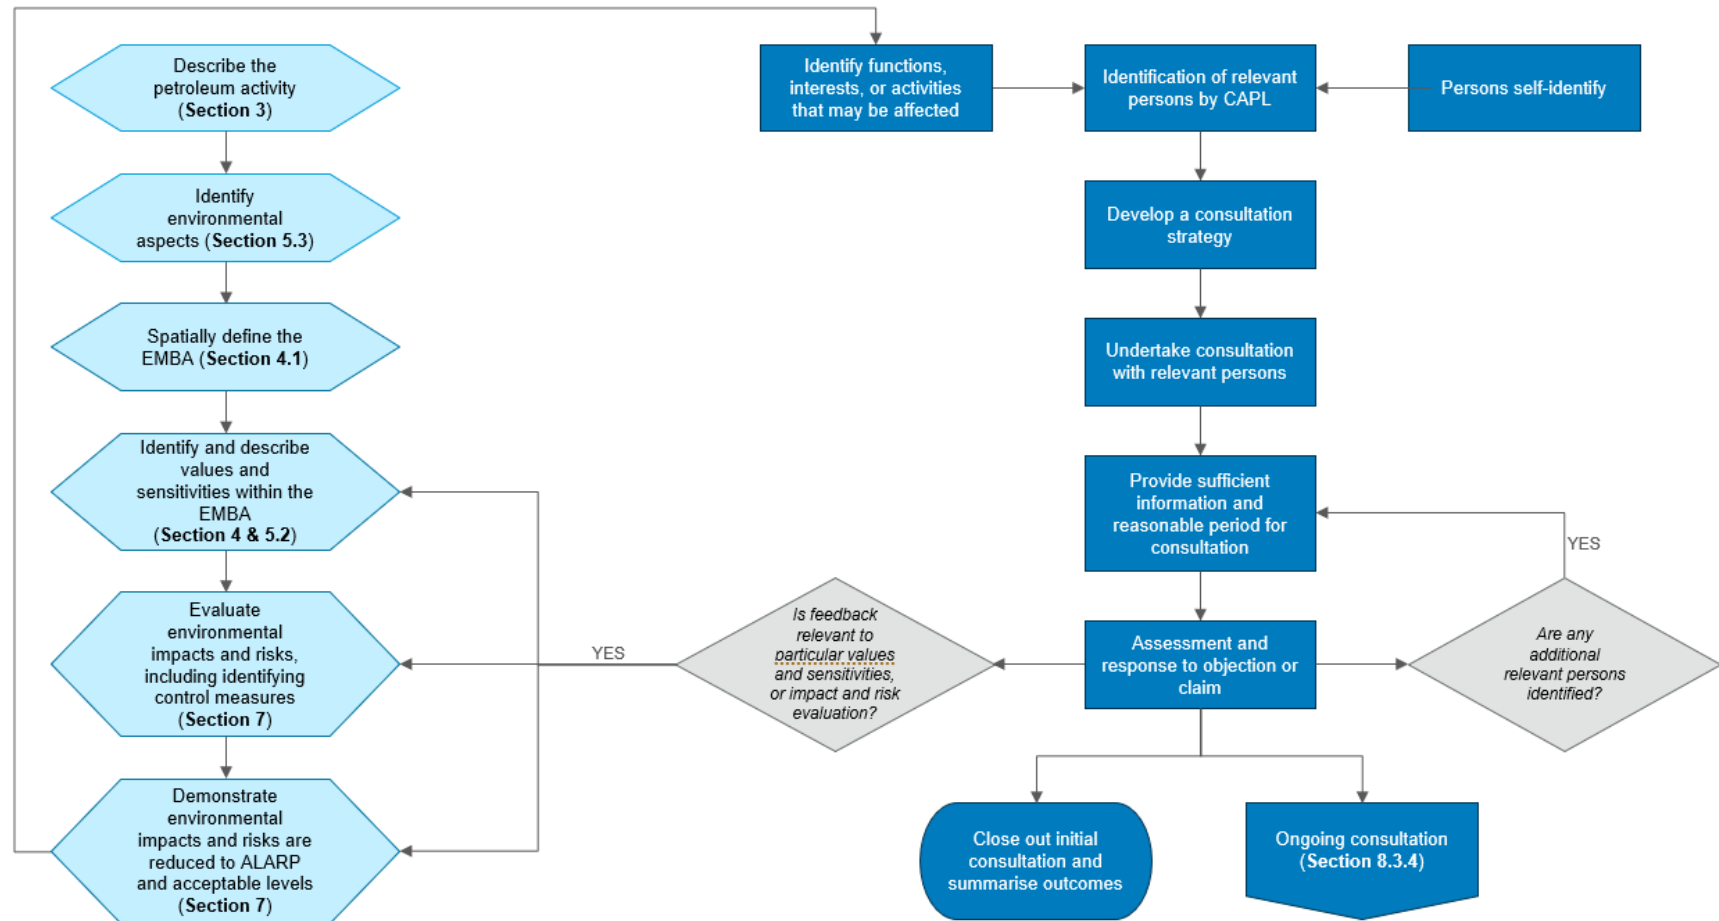 Describe the
petroleum activity
(Section 3)
Identify
environmental
aspects (Section 5.3)
Spatially define the
EMBA (Section 4.1)
Identify and describe
values and
sensitivities within the
EMBA
(Section 4 & 5.2)
Evaluate
environmental
impacts and risks,
including identifying
control measures
(Section 7)
Demonstrate
environmental
impacts and risks are
reduced to ALARP
and acceptable levels
(Section 7)
Identify functions,
interests, or activities
that may be affected
Identification of relevant
persons by CAPL
Persons self-identify
Develop a consultation
strategy
Undertake consultation
with relevant persons
Provide sufficient
information and
reasonable period for
consultation
Assessment and
response to objection or
claim
Is feedback
relevant to
particular values
and sensitivities,
or impact and risk
evaluation?
YES
Are any
additional
relevant persons
identified?
YES
Close out initial
consultation and
summarise outcomes
Ongoing consultation
(Section 8.3.4)